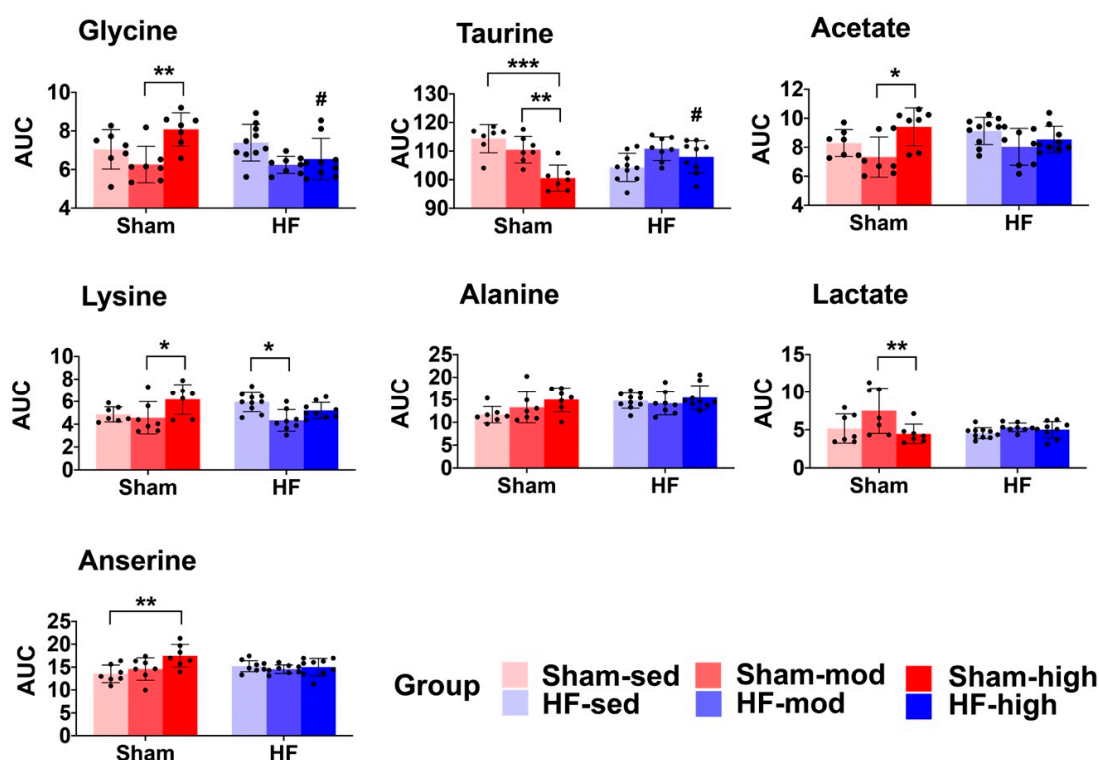 Glycine
**
#
AUC
10
8
6
4
Sham
HF
Taurine
***
**
#
AUC
130
120
110
100
90
Sham
HF
Acetate
*
AUC
12
10
8
6
4
Sham
HF
Lysine
*
*
AUC
10
8
6
4
2
0
Sham
HF
Alanine
AUC
25
20
15
10
5
0
Sham
HF
Lactate
**
AUC
15
10
5
0
Sham
HF
Anserine
**
AUC
25
20
15
10
5
0
Sham
HF
Group
Sham-sed
Sham-mod
Sham-high
HF-sed
HF-mod
HF-high